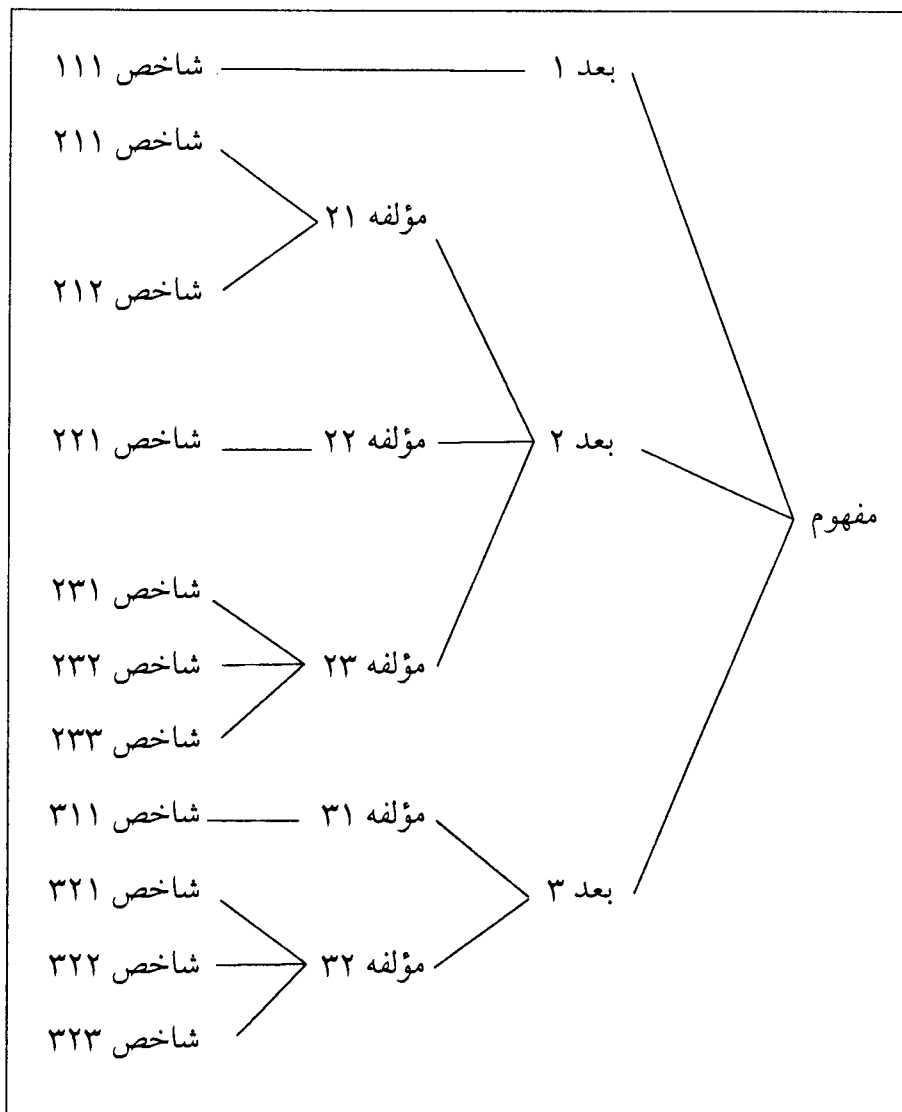 بعد ۱ شاخص ۱۱۱
شاخص ۲۱۱
مؤلفه ۲۱
شاخص ۲۱۲
بعد ۲ مؤلفه ۲۲ شاخص ۲۲۱
مفهوم
شاخص ۲۳۱
مؤلفه ۲۳ شاخص ۲۳۲
شاخص ۲۳۳
مؤلفه ۳۱ شاخص ۳۱۱
بعد ۳ شاخص ۳۲۱
مؤلفه ۳۲ شاخص ۳۲۲
شاخص ۳۲۳